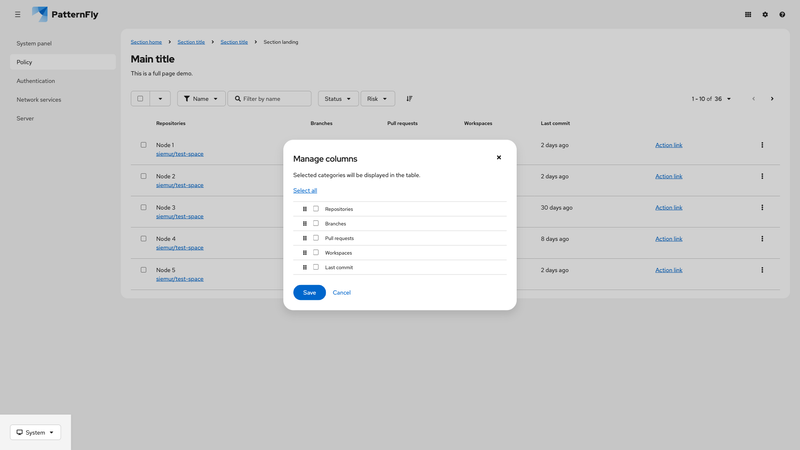 PatternFly
System panel
Policy
Authentication
Network services
Server
Section home > Section title > Section title > Section landing
Main title
This is a full page demo.
Name
Filter by name
Status
Risk
1 - 10 of 36
Repositories Branches Pull requests Workspaces Last commit
Node 1
siemur/test-space
2 days ago
Action link
Node 2
siemur/test-space
2 days ago
Action link
Node 3
siemur/test-space
30 days ago
Action link
Node 4
siemur/test-space
8 days ago
Action link
Node 5
siemur/test-space
2 days ago
Action link
Manage columns
Selected categories will be displayed in the table.
Select all
Repositories
Branches
Pull requests
Workspaces
Last commit
Save
Cancel
System